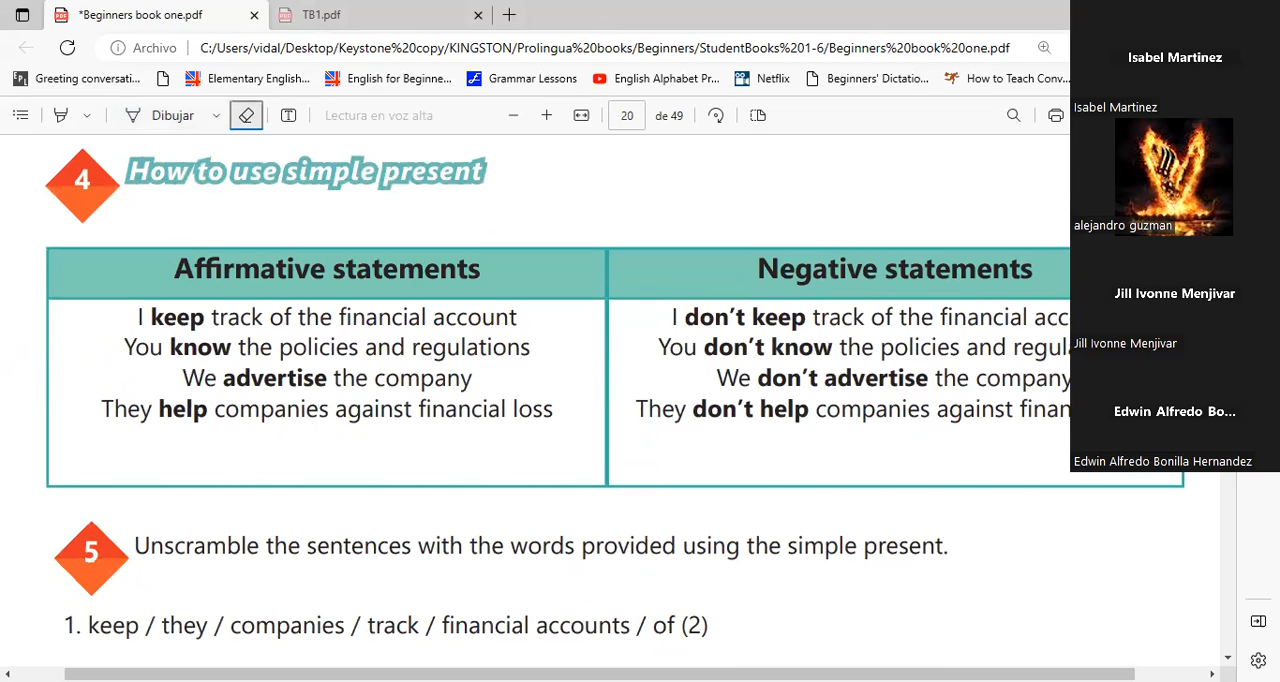 *Beginners book one.pdf
TB1.pdf
Archivo
C:/Users/vidal/Desktop/Keystone%20copy/KINGSTON/Prolingua%20books/Beginners/StudentBooks%201-6/Beginners%20book%20one.pdf
Greeting conversati...
Elementary English...
English for Beginne...
Grammar Lessons
English Alphabet Pr...
Netflix
Beginners' Dictatio...
How to Teach Conv...
Dibujar
Lectura en voz alta
20
de 49
4
How to use simple present
Affirmative statements
I keep track of the financial account
You know the policies and regulations
We advertise the company
They help companies against financial loss
Negative statements
I don't keep track of the financial acc
You don't know the policies and regul
We don't advertise the company
They don't help companies against finan
5
Unscramble the sentences with the words provided using the simple present.
1. keep / they / companies / track / financial accounts / of (2)
Isabel Martinez
Isabel Martinez
alejandro guzman
Jill Ivonne Menjivar
Jill Ivonne Menjivar
Edwin Alfredo Bo...
Edwin Alfredo Bonilla Hernandez